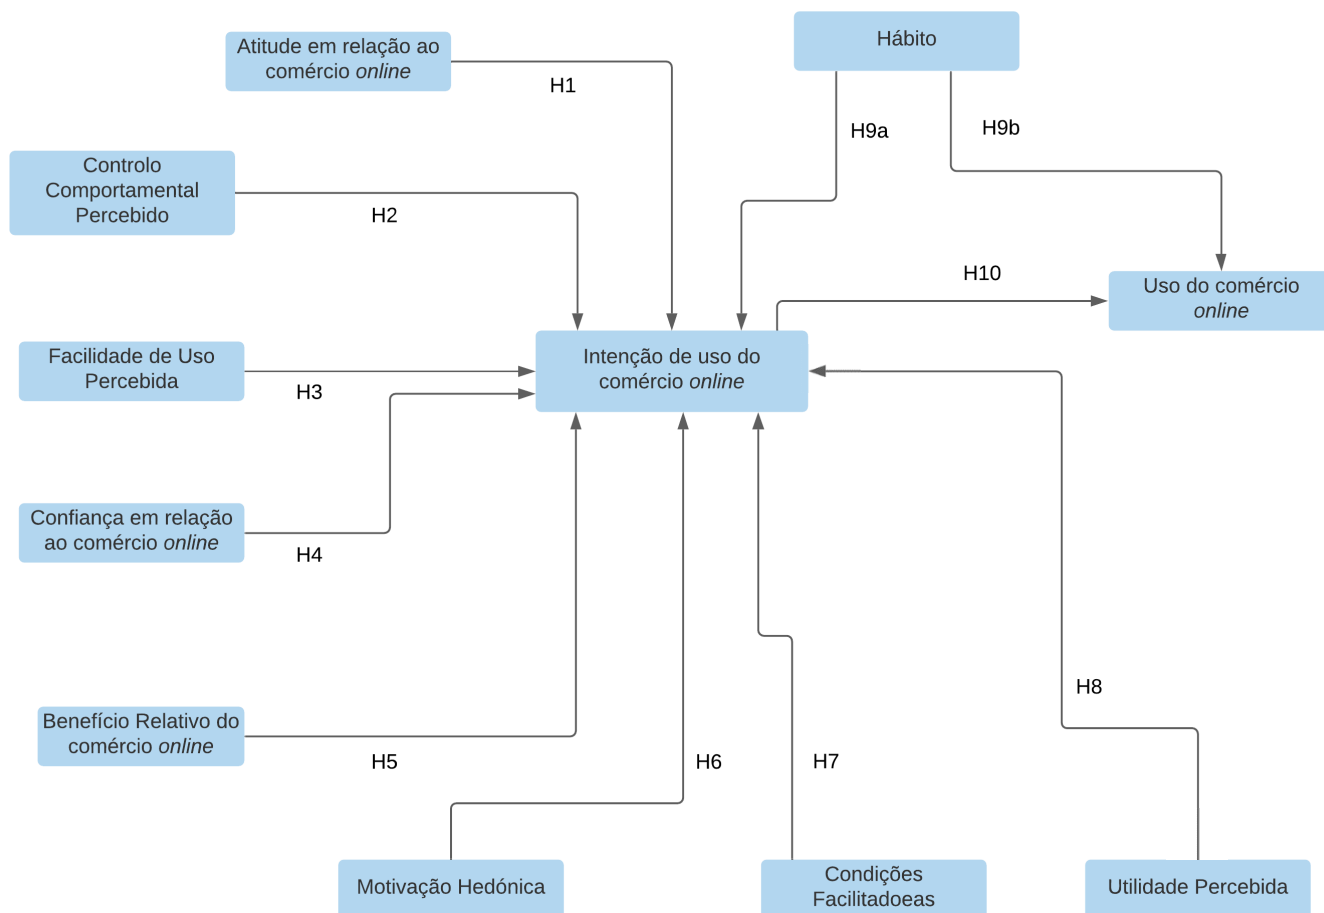 Atitude em relação ao
comércio online
Hábito
H1
H9a
H9b
Controlo
Comportamental
Percebido
H2
H10
Uso do comércio
online
Facilidade de Uso
Percebida
H3
Intenção de uso do
comércio online
Confiança em relação
ao comércio online
H4
H8
Benefício Relativo do
comércio online
H5
H6
H7
Motivação Hedónica
Condições
Facilitadoeas
Utilidade Percebida